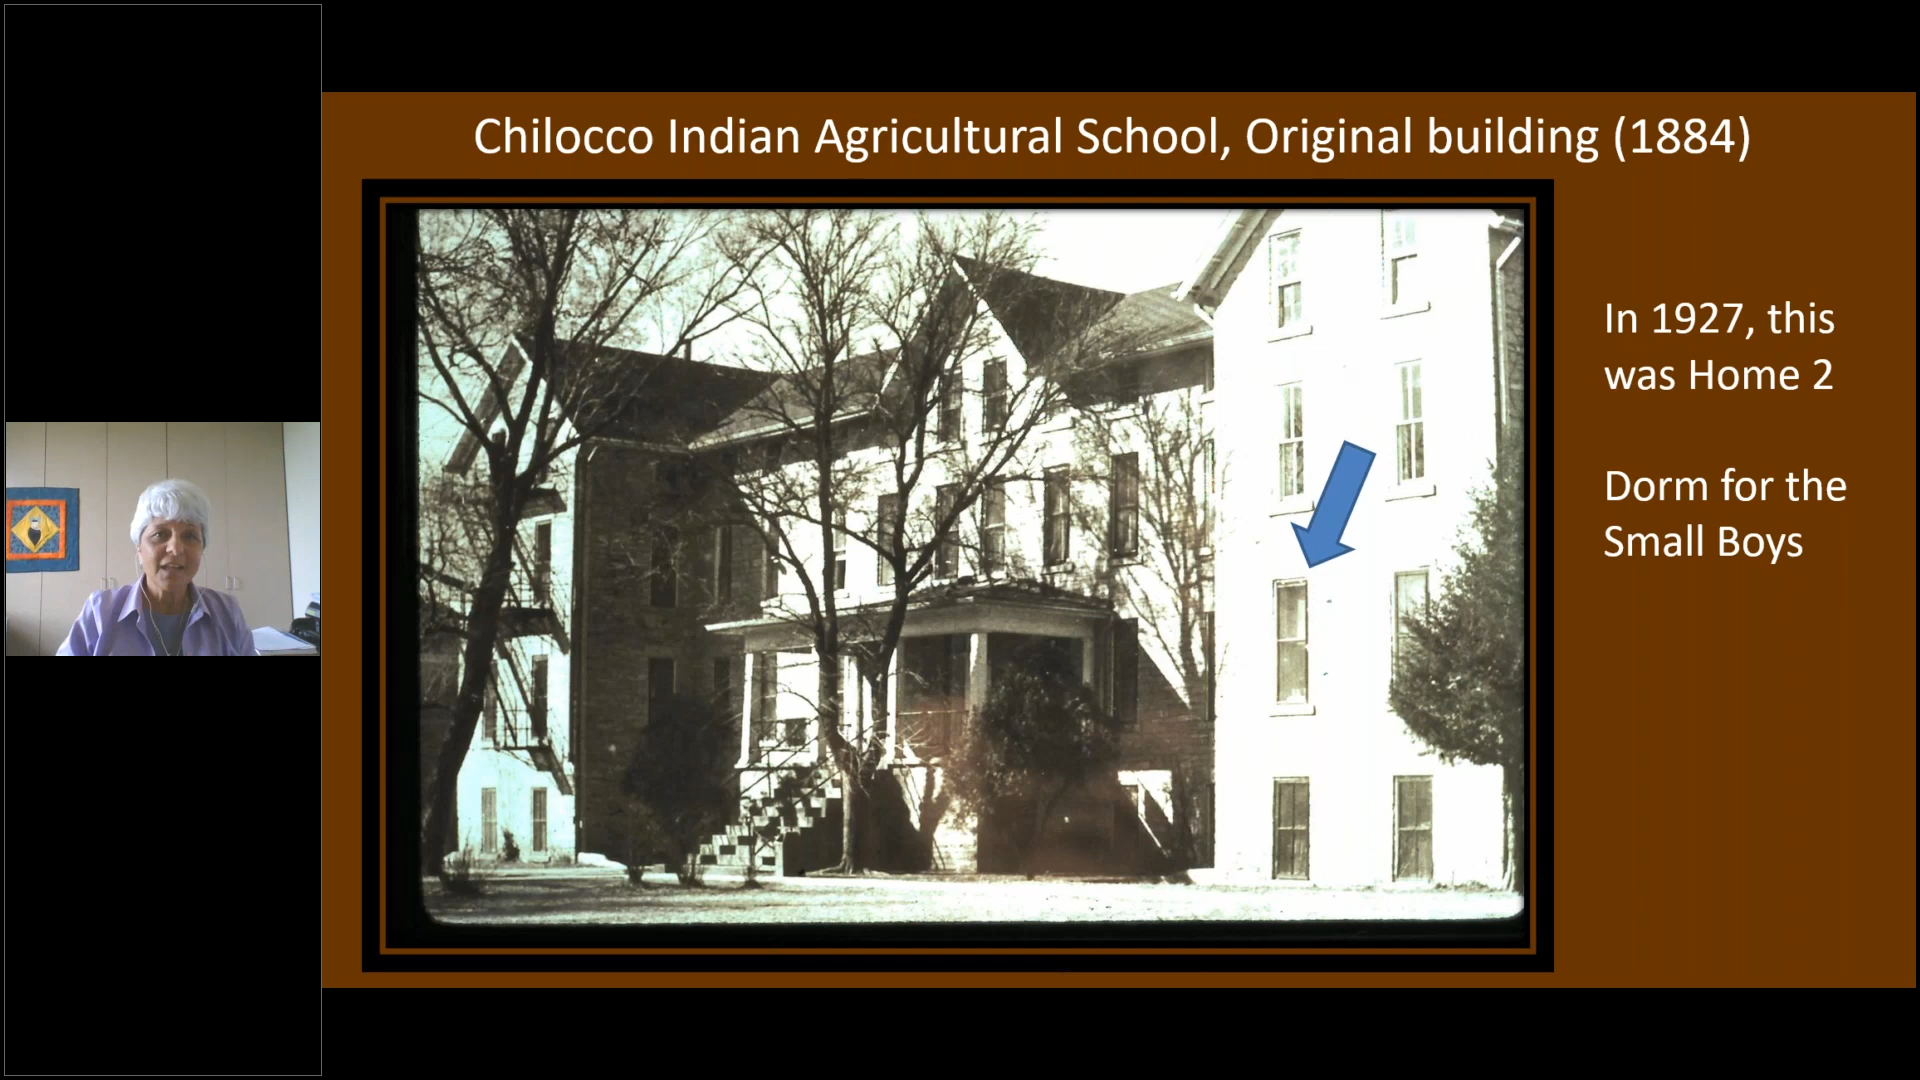 Chilocco Indian Agricultural School, Original building (1884)
In 1927, this
was Home 2
Dorm for the
Small Boys